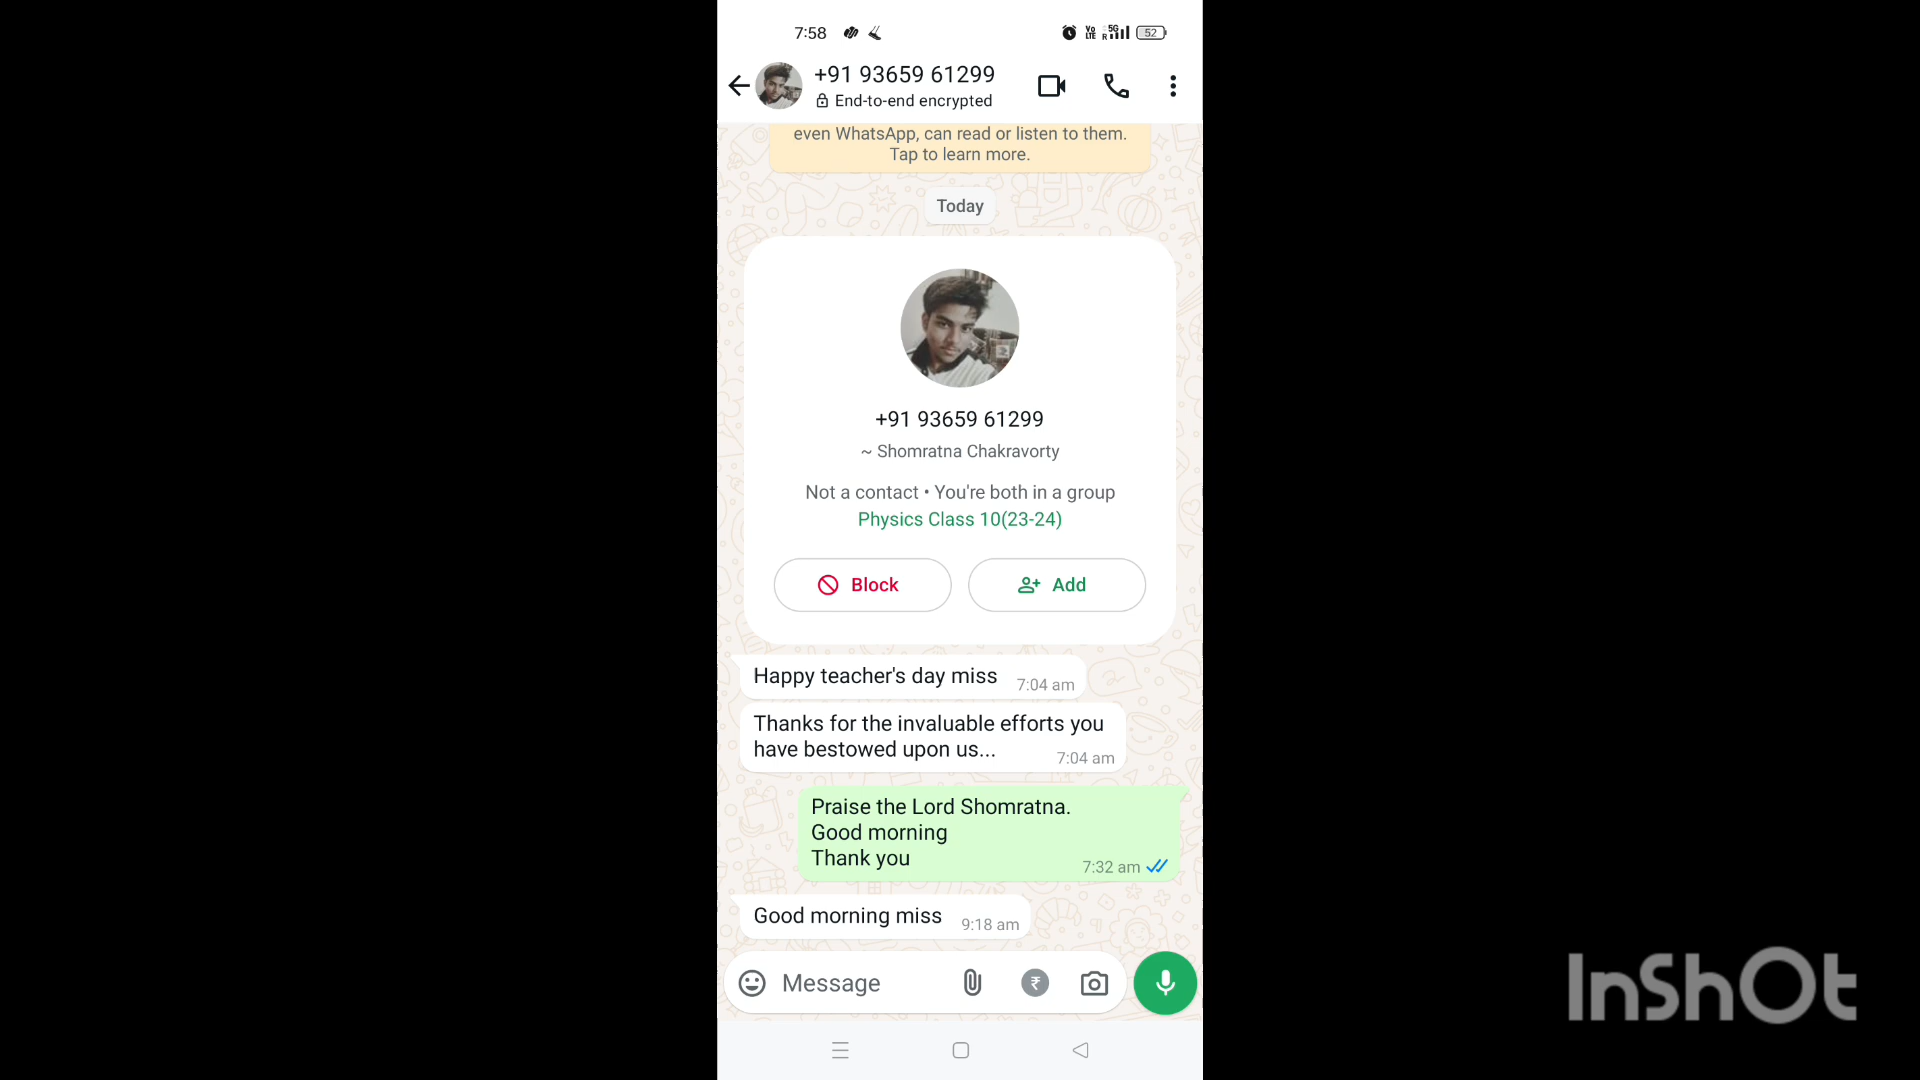 7:58
Vo LTE R 5G 52
+91 93659 61299
End-to-end encrypted
even WhatsApp, can read or listen to them.
Tap to learn more.
Today
+91 93659 61299
~ Shomratna Chakravorty
Not a contact • You're both in a group
Physics Class 10(23-24)
Block
Add
Happy teacher's day miss 7:04 am
Thanks for the invaluable efforts you
have bestowed upon us... 7:04 am
Praise the Lord Shomratna.
Good morning
Thank you 7:32 am
Good morning miss 9:18 am
Message
₹
InShOt